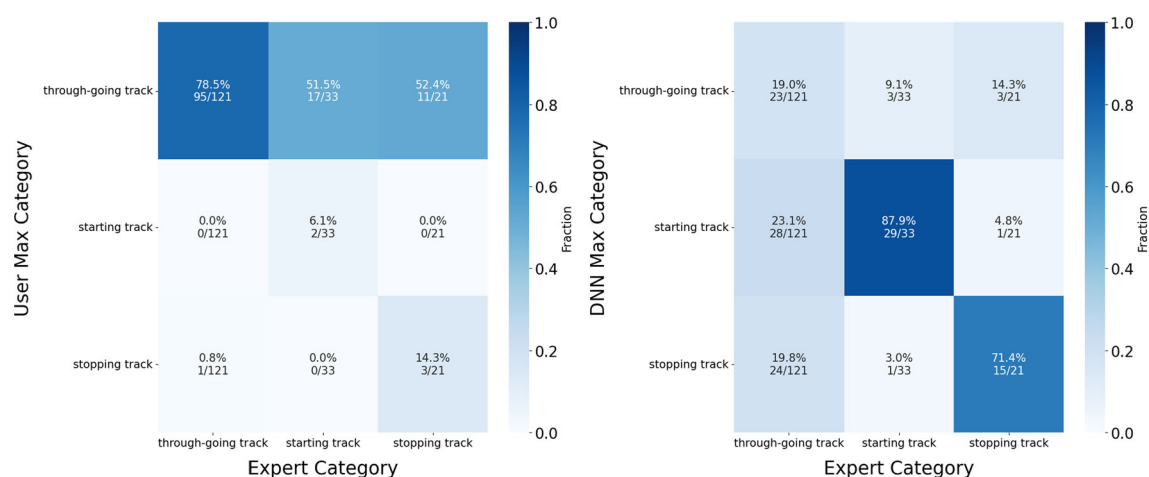 User Max Category
through-going track
starting track
stopping track
78.5%
95/121
51.5%
17/33
52.4%
11/21
0.0%
0/121
6.1%
2/33
0.0%
0/21
0.8%
1/121
0.0%
0/33
14.3%
3/21
through-going track
starting track
stopping track
Expert Category
1.0
0.8
0.6
0.4
0.2
0.0
Fraction
DNN Max Category
through-going track
starting track
stopping track
19.0%
23/121
9.1%
3/33
14.3%
3/21
23.1%
28/121
87.9%
29/33
4.8%
1/21
19.8%
24/121
3.0%
1/33
71.4%
15/21
through-going track
starting track
stopping track
Expert Category
1.0
0.8
0.6
0.4
0.2
0.0
Fraction